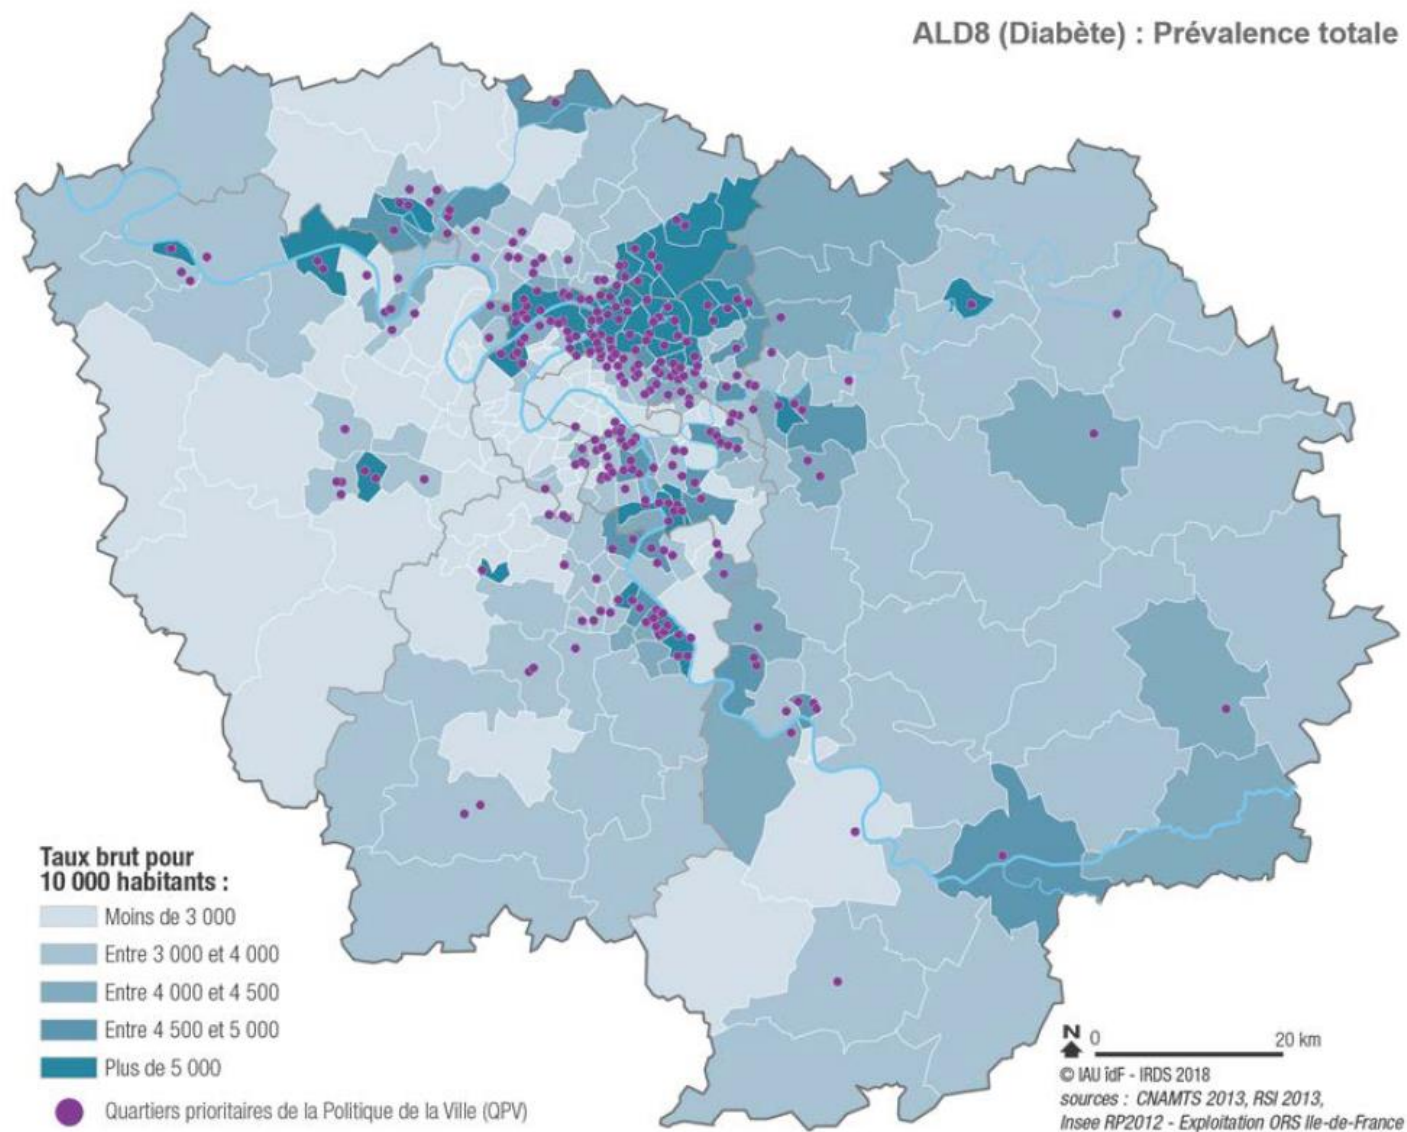 ALD8 (Diabète) : Prévalence totale
Taux brut pour
10 000 habitants :
Moins de 3 000
Entre 3 000 et 4 000
Entre 4 000 et 4 500
Entre 4 500 et 5 000
Plus de 5 000
Quartiers prioritaires de la Politique de la Ville (QPV)
N 0 20 km
© IAU îdF - IRDS 2018
sources : CNAMTS 2013, RSI 2013,
Insee RP2012 - Exploitation ORS Ile-de-France